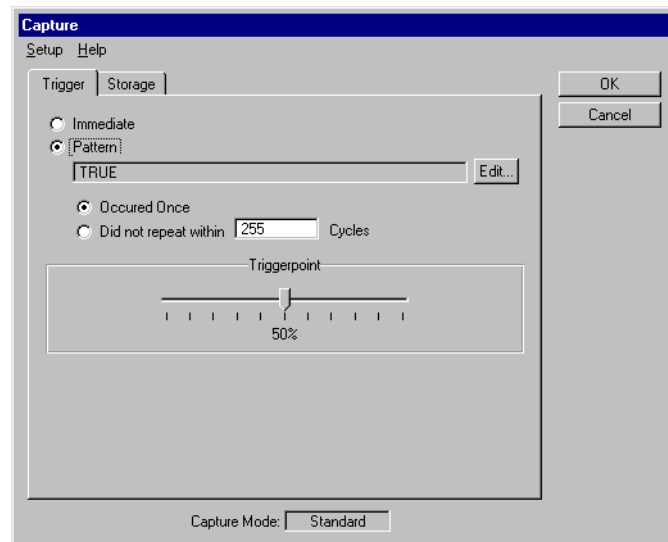 Capture
Setup Help
Trigger Storage
OK
Cancel
Immediate
Pattern
TRUE
Edit...
Occured Once
Did not repeat within 255 Cycles
Triggerpoint
50%
Capture Mode: Standard